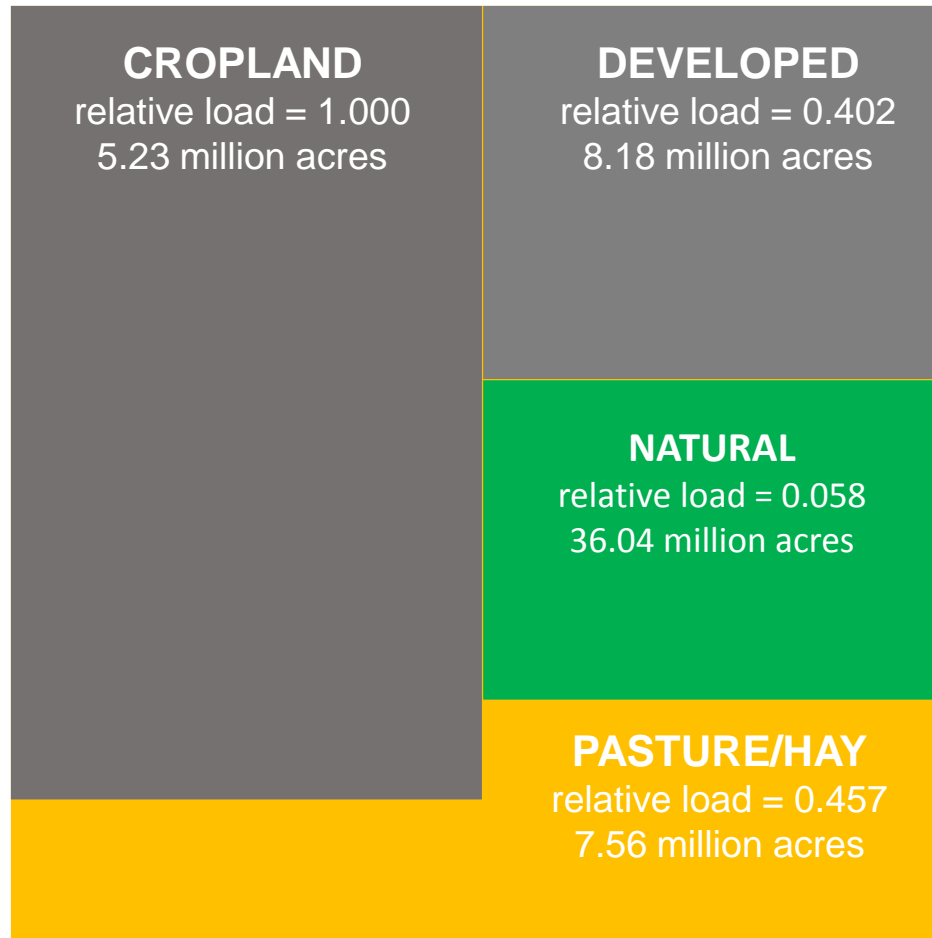 CROPLAND
relative load = 1.000
5.23 million acres
DEVELOPED
relative load = 0.402
8.18 million acres
NATURAL
relative load = 0.058
36.04 million acres
PASTURE/HAY
relative load = 0.457
7.56 million acres